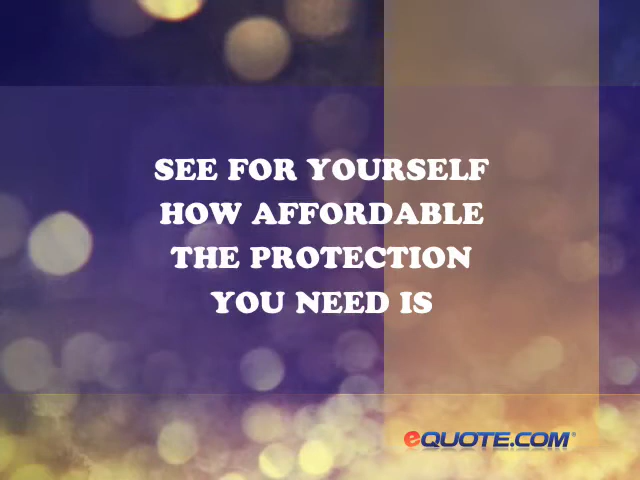 SEE FOR YOURSELF
HOW AFFORDABLE
THE PROTECTION
YOU NEED IS
eQUOTE.COM®